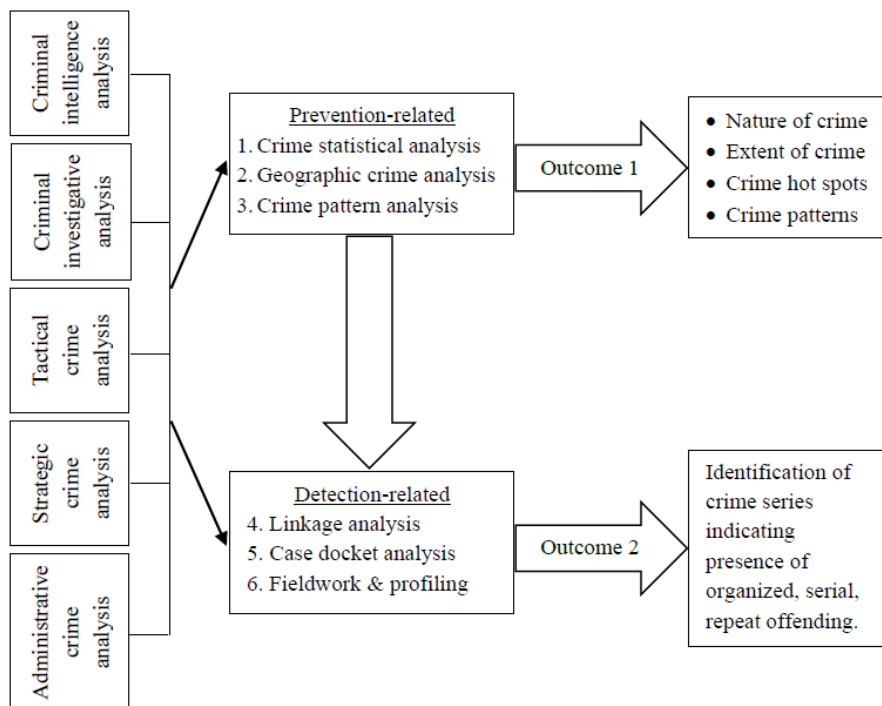 Criminal
intelligence
analysis
Criminal
investigative
analysis
Tactical
crime
analysis
Strategic
crime
analysis
Administrative
crime
analysis
Prevention-related
1. Crime statistical analysis
2. Geographic crime analysis
3. Crime pattern analysis
Outcome 1
• Nature of crime
• Extent of crime
• Crime hot spots
• Crime patterns
Detection-related
4. Linkage analysis
5. Case docket analysis
6. Fieldwork & profiling
Outcome 2
Identification of
crime series
indicating
presence of
organized, serial,
repeat offending.